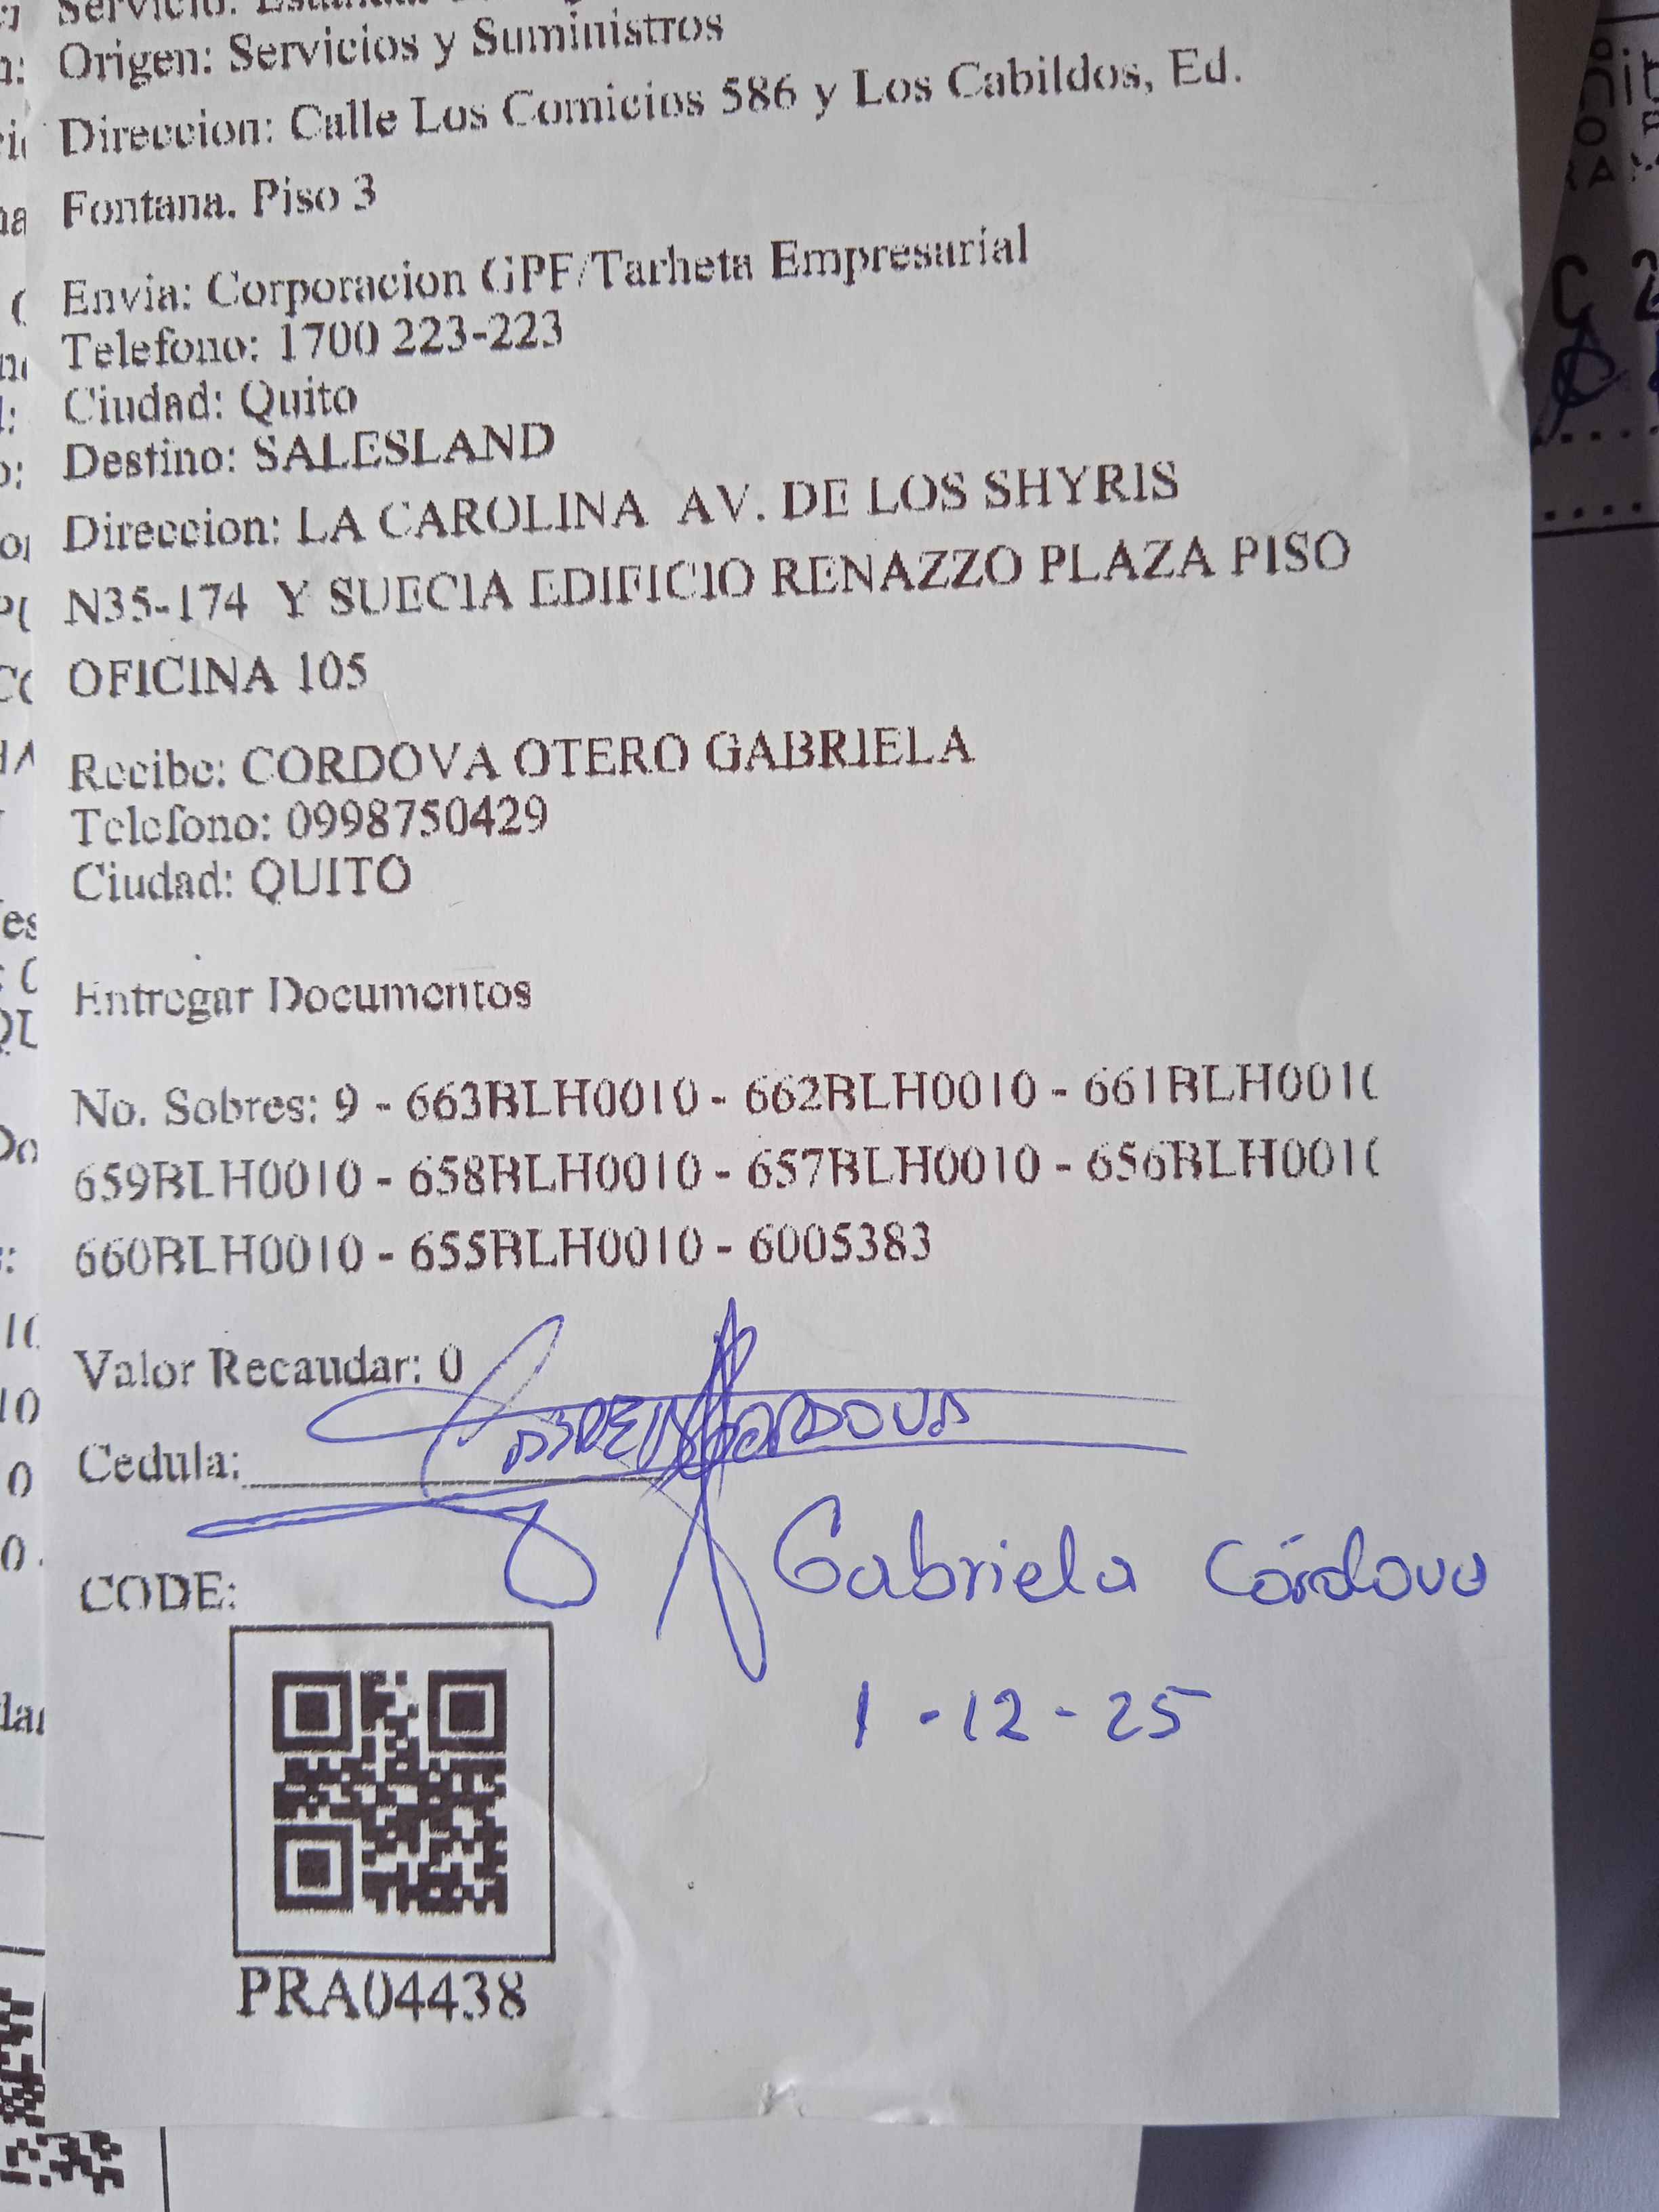 Origen: Servicios y Suministros
Direccion: Calle Los Comicios 586 y Los Cabildos, Ed.
Fontana. Piso 3
Envia: Corporacion GPF/Tarheta Empresarial
Telefono: 1700 223-223
Ciudad: Quito
Destino: SALESLAND
Direccion: LA CAROLINA AV. DE LOS SHYRIS
N35-174 Y SUECIA EDIFICIO RENAZZO PLAZA PISO
OFICINA 105
Recibe: CORDOVA OTERO GABRIELA
Telefono: 0998750429
Ciudad: QUITO
Entregar Documentos
No. Sobres: 9 - 663BLH0010 - 662BLH0010 - 661BLH001
659BLH0010 - 658BLH0010 - 657BLH0010 - 656BLH001
660BLH0010 - 655BLH0010 - 6005383
Valor Recaudar: 0
Cedula:
Gabriela Córdova
CODE:
1-12-25
PRA04438